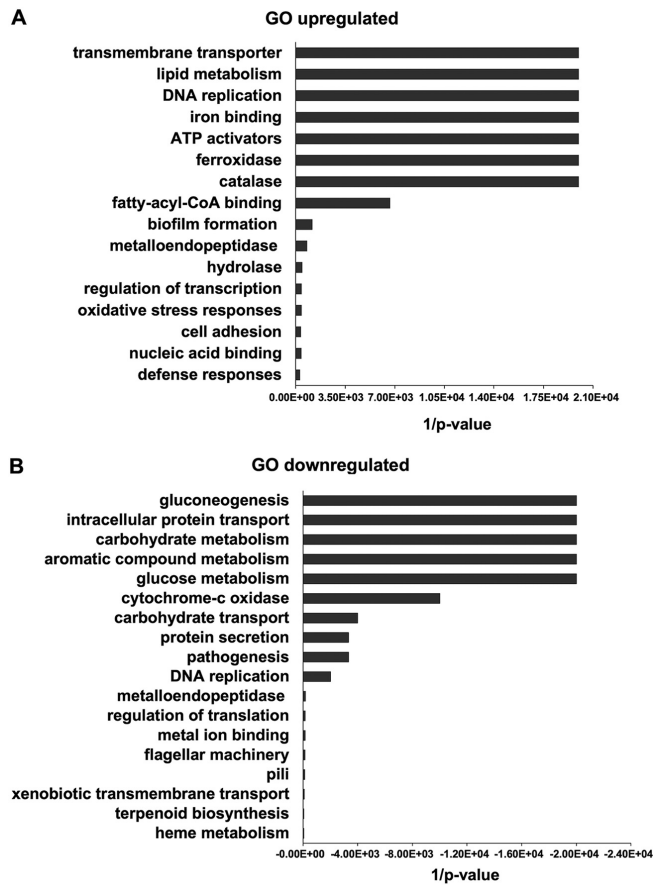 A
GO upregulated
transmembrane transporter
lipid metabolism
DNA replication
iron binding
ATP activators
ferroxidase
catalase
fatty-acyl-CoA binding
biofilm formation
metalloendopeptidase
hydrolase
regulation of transcription
oxidative stress responses
cell adhesion
nucleic acid binding
defense responses
0.00E+00 3.50E+03 7.00E+03 1.05E+04 1.40E+04 1.75E+04 2.10E+04
1/p-value
B
GO downregulated
gluconeogenesis
intracellular protein transport
carbohydrate metabolism
aromatic compound metabolism
glucose metabolism
cytochrome-c oxidase
carbohydrate transport
protein secretion
pathogenesis
DNA replication
metalloendopeptidase
regulation of translation
metal ion binding
flagellar machinery
pili
xenobiotic transmembrane transport
terpenoid biosynthesis
heme metabolism
-0.00E+00 -4.00E+03 -8.00E+03 -1.20E+04 -1.60E+04 -2.00E+04 -2.40E+04
1/p-value